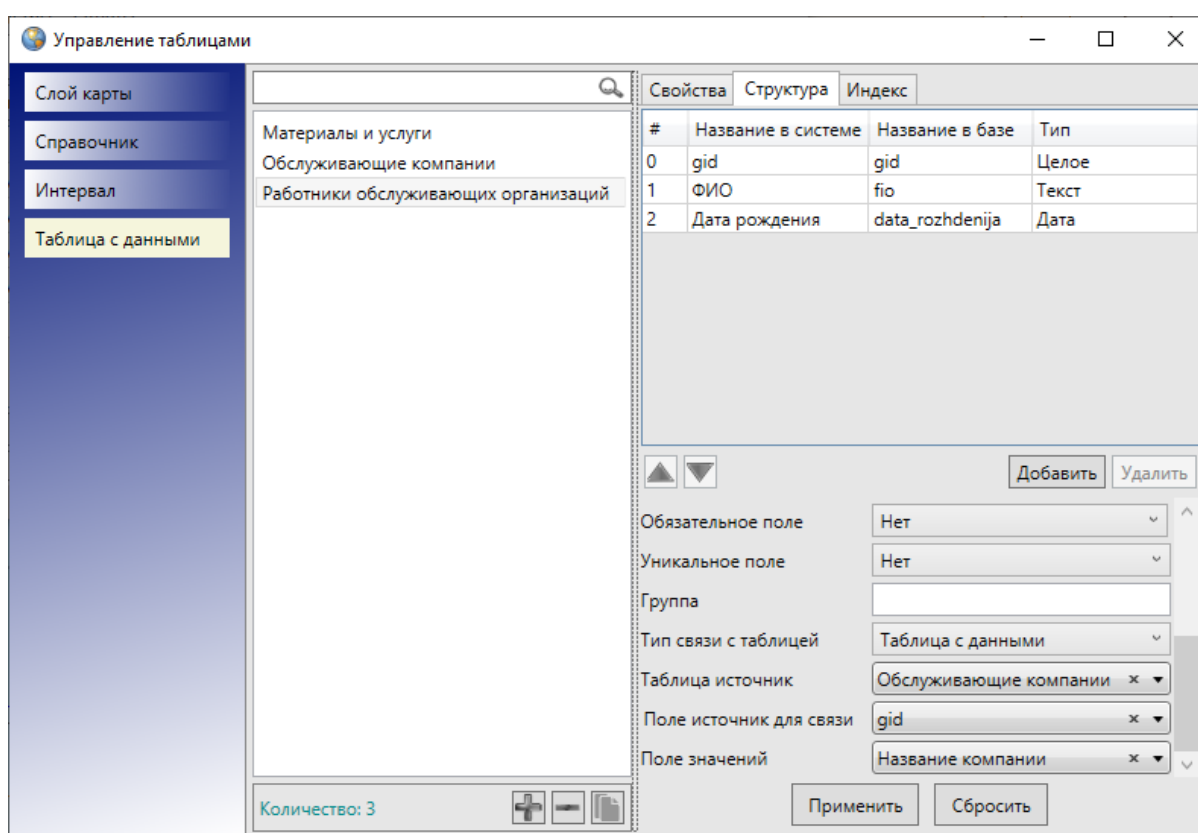 Управление таблицами
Слой карты
Справочник
Интервал
Таблица с данными
Материалы и услуги
Обслуживающие компании
Работники обслуживающих организаций
Количество: 3
Свойства Структура Индекс
# Название в системе Название в базе Тип
0 gid gid Целое
1 ФИО fio Текст
2 Дата рождения data_rozhdenija Дата
Добавить Удалить
Обязательное поле Нет
Уникальное поле Нет
Группа
Тип связи с таблицей Таблица с данными
Таблица источник Обслуживающие компании
Поле источник для связи gid
Поле значений Название компании
Применить Сбросить